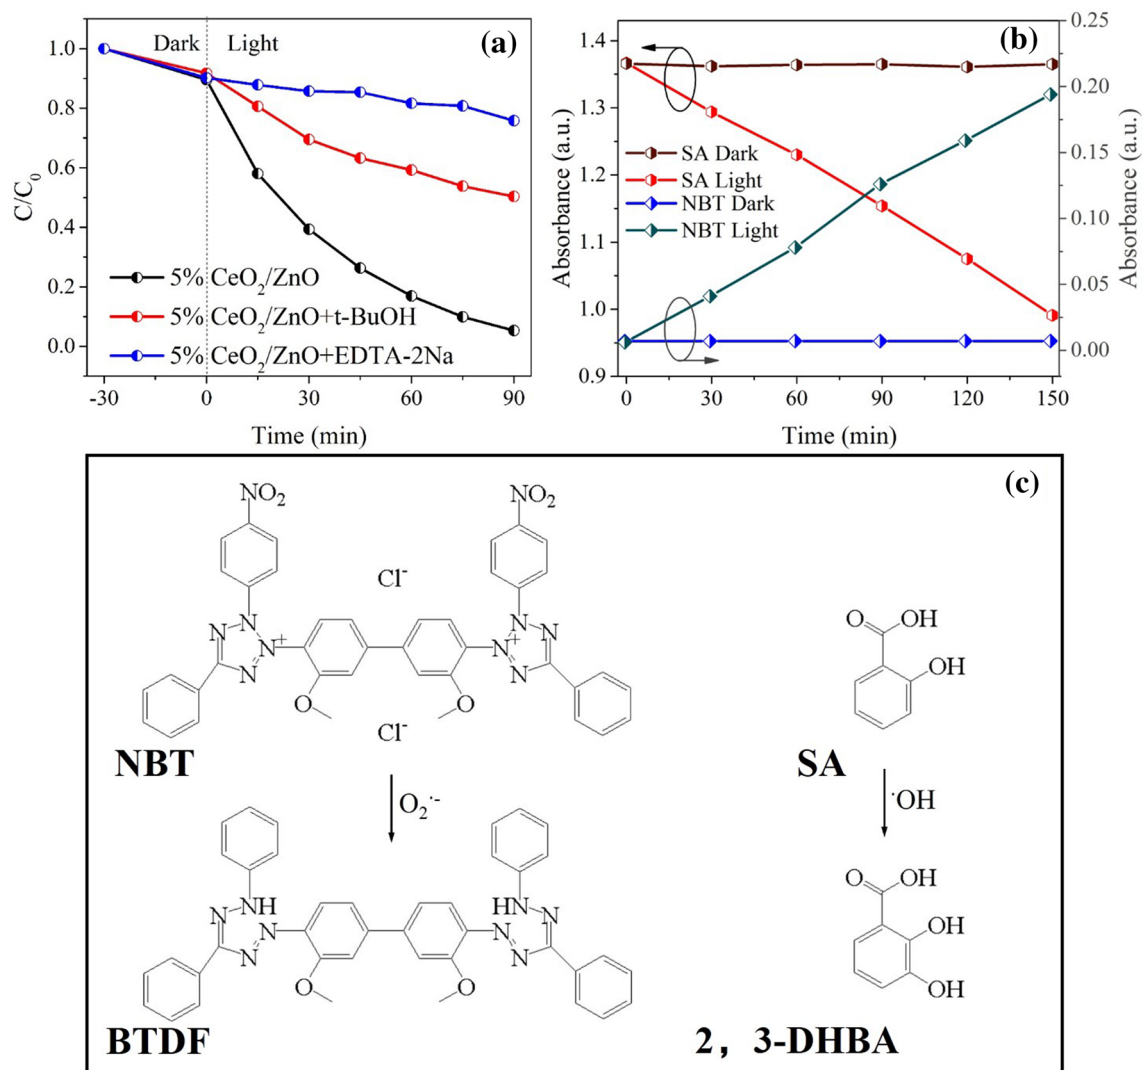 (a)
Dark
Light
1.0
0.8
0.6
0.4
0.2
0.0
C/C₀
5% CeO₂/ZnO
5% CeO₂/ZnO+t-BuOH
5% CeO₂/ZnO+EDTA-2Na
-30 0 30 60 90
Time (min)
(b)
1.4
1.3
1.2
1.1
1.0
0.9
Absorbance (a.u.)
SA Dark
SA Light
NBT Dark
NBT Light
0.25
0.20
0.15
0.10
0.05
0.00
Absorbance (a.u.)
0 30 60 90 120 150
Time (min)
(c)
NO₂ NO₂
Cl⁻
N N N N
N N⁺ N⁺ N
N N
O O
Cl⁻
NBT
O₂·⁻
NH HN
N N
N N N N
O O
BTDF
O OH
OH
SA
·OH
O OH
OH
OH
2，3-DHBA